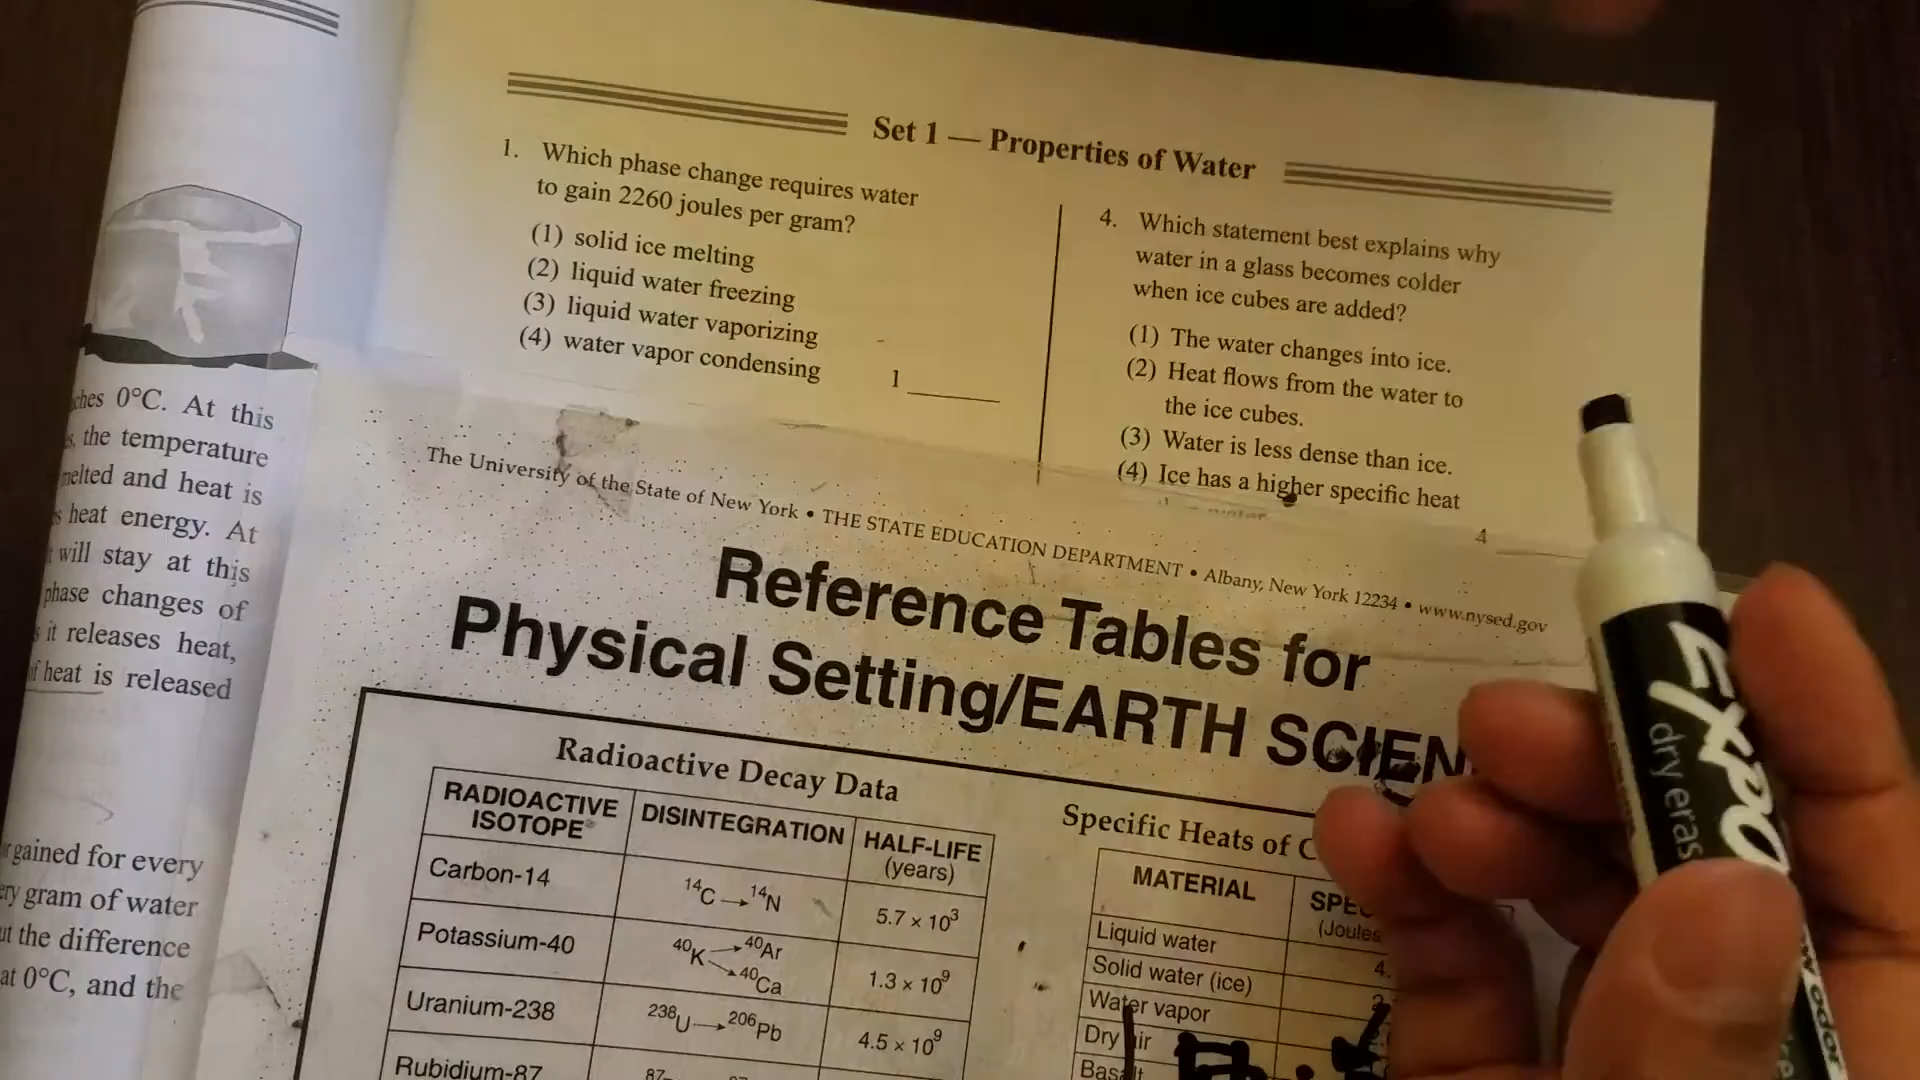 Set 1 — Properties of Water
1. Which phase change requires water
to gain 2260 joules per gram?
(1) solid ice melting
(2) liquid water freezing
(3) liquid water vaporizing
(4) water vapor condensing
1
4. Which statement best explains why
water in a glass becomes colder
when ice cubes are added?
(1) The water changes into ice.
(2) Heat flows from the water to
the ice cubes.
(3) Water is less dense than ice.
(4) Ice has a higher specific heat
4
0°C. At this
the temperature
melted and heat is
heat energy. At
will stay at this
phase changes of
it releases heat,
heat is released
gained for every
gram of water
the difference
at 0°C, and the
The University of the State of New York • THE STATE EDUCATION DEPARTMENT • Albany, New York 12234 • www.nysed.gov
Reference Tables for
Physical Setting/EARTH SCIEN
Radioactive Decay Data
RADIOACTIVE ISOTOPE DISINTEGRATION HALF-LIFE (years)
Carbon-14 ¹⁴C → ¹⁴N 5.7 × 10³
Potassium-40 ⁴⁰K → ⁴⁰Ar → ⁴⁰Ca 1.3 × 10⁹
Uranium-238 ²³⁸U → ²⁰⁶Pb 4.5 × 10⁹
Rubidium-87 87
Specific Heats of C
MATERIAL SPEC
(Joules
Liquid water 4.
Solid water (ice) 2.
Water vapor
Dry air
Basalt
EXPO
dry eras
low odor